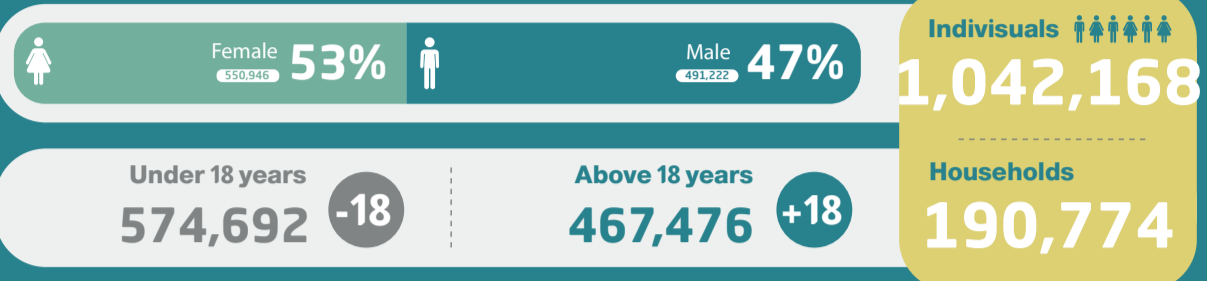 Female 53%
550,946
Male 47%
491,222
Indivisuals
1,042,168
Households
190,774
Under 18 years
574,692
-18
Above 18 years
467,476
+18